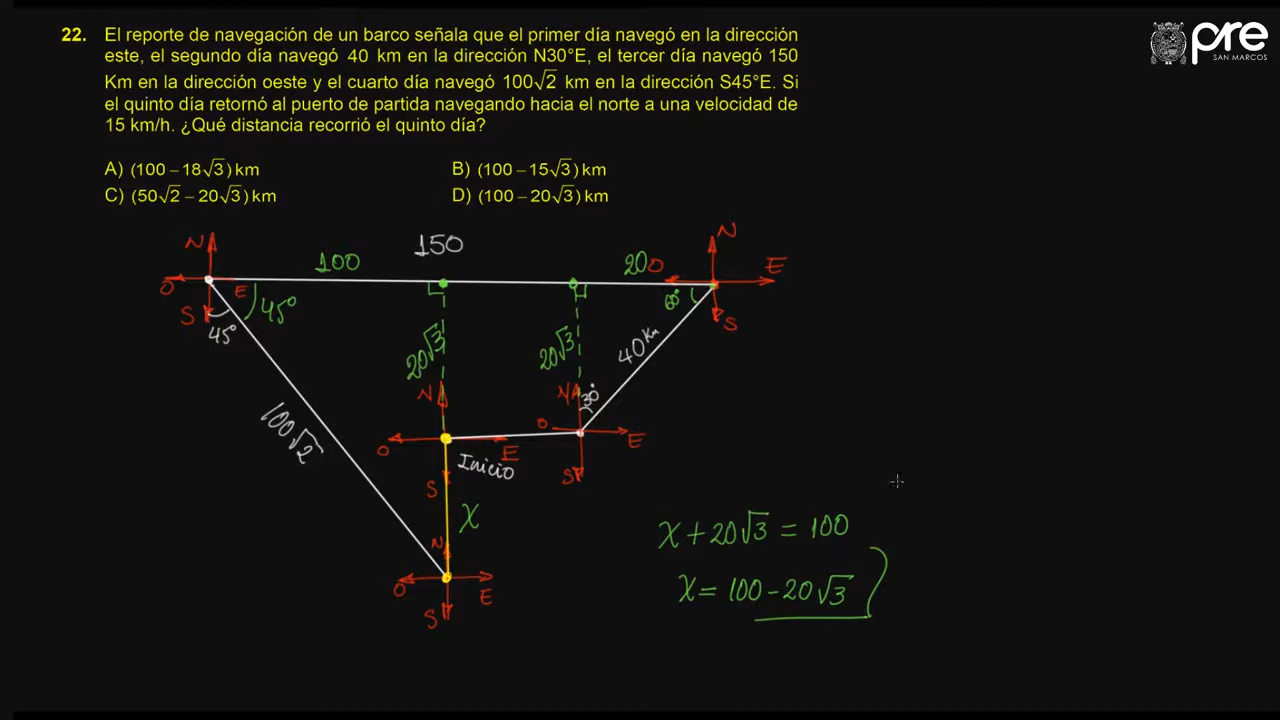 pre
SAN MARCOS
22. El reporte de navegación de un barco señala que el primer día navegó en la dirección
este, el segundo día navegó 40 km en la dirección N30°E, el tercer día navegó 150
Km en la dirección oeste y el cuarto día navegó 100√2 km en la dirección S45°E. Si
el quinto día retornó al puerto de partida navegando hacia el norte a una velocidad de
15 km/h. ¿Qué distancia recorrió el quinto día?
A) (100 – 18√3) km B) (100 – 15√3) km
C) (50√2 – 20√3) km D) (100 – 20√3) km
N 150 N
100 20 O E
O E 45° 60°
S 45° S
20√3 20√3 40 Km
N N 30°
O E O E
Inicio S
100√2 S
X
N
O E
S
X + 20√3 = 100
X = 100 – 20√3